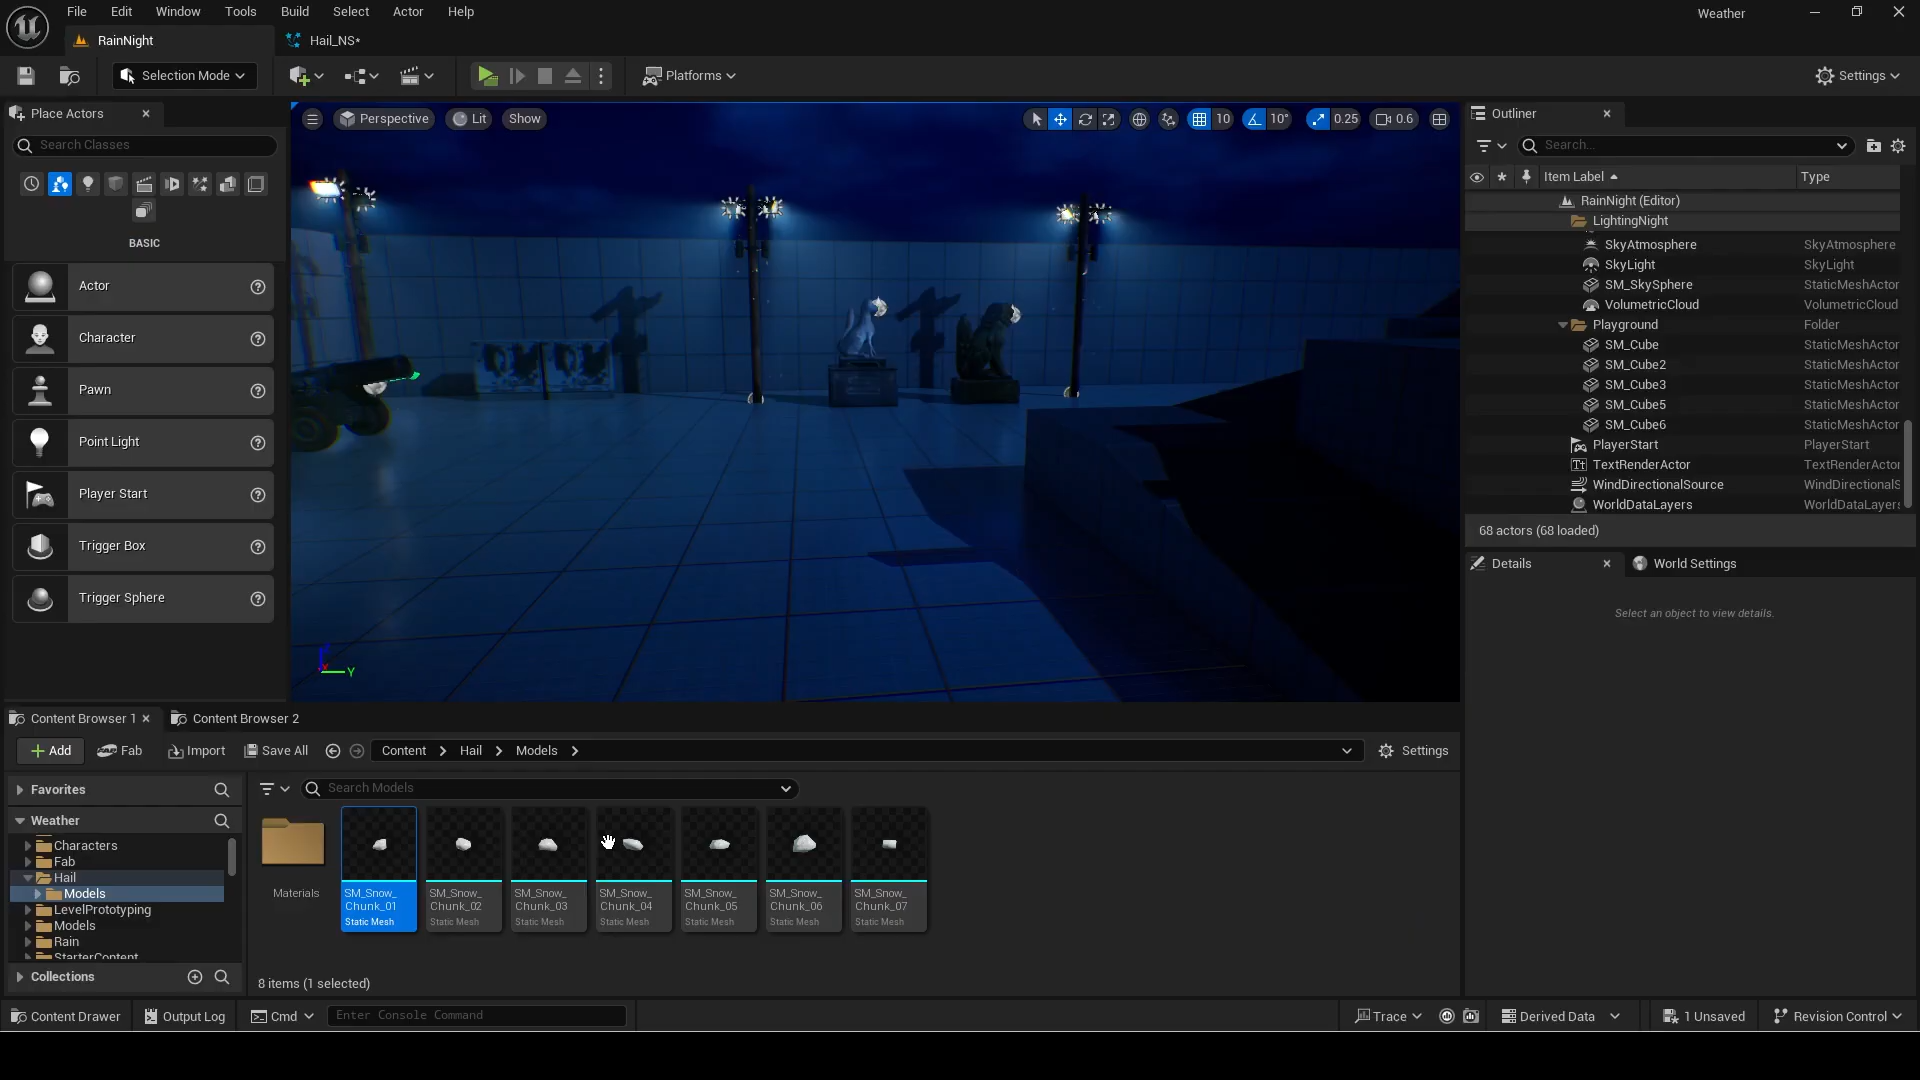 File Edit Window Tools Build Select Actor Help
Weather
RainNight
Hail_NS*
Selection Mode
Platforms
Settings
Place Actors
Search Classes
BASIC
Actor
Character
Pawn
Point Light
Player Start
Trigger Box
Trigger Sphere
Perspective
Lit
Show
10
10°
0.25
0.6
Y
Outliner
Search...
Item Label
Type
RainNight (Editor)
LightingNight
SkyAtmosphere SkyAtmosphere
SkyLight SkyLight
SM_SkySphere StaticMeshActor
VolumetricCloud VolumetricCloud
Playground Folder
SM_Cube StaticMeshActor
SM_Cube2 StaticMeshActor
SM_Cube3 StaticMeshActor
SM_Cube5 StaticMeshActor
SM_Cube6 StaticMeshActor
PlayerStart PlayerStart
TextRenderActor TextRenderActor
WindDirectionalSource WindDirectionalS
WorldDataLayers WorldDataLayers
68 actors (68 loaded)
Details
World Settings
Select an object to view details.
Content Browser 1
Content Browser 2
Add
Fab
Import
Save All
Content
Hail
Models
Settings
Favorites
Weather
Characters
Fab
Hail
Models
LevelPrototyping
Models
Rain
StarterContent
Collections
Search Models
Materials
SM_Snow_
Chunk_01
Static Mesh
SM_Snow_
Chunk_02
Static Mesh
SM_Snow_
Chunk_03
Static Mesh
SM_Snow_
Chunk_04
Static Mesh
SM_Snow_
Chunk_05
Static Mesh
SM_Snow_
Chunk_06
Static Mesh
SM_Snow_
Chunk_07
Static Mesh
8 items (1 selected)
Content Drawer
Output Log
Cmd
Enter Console Command
Trace
Derived Data
1 Unsaved
Revision Control